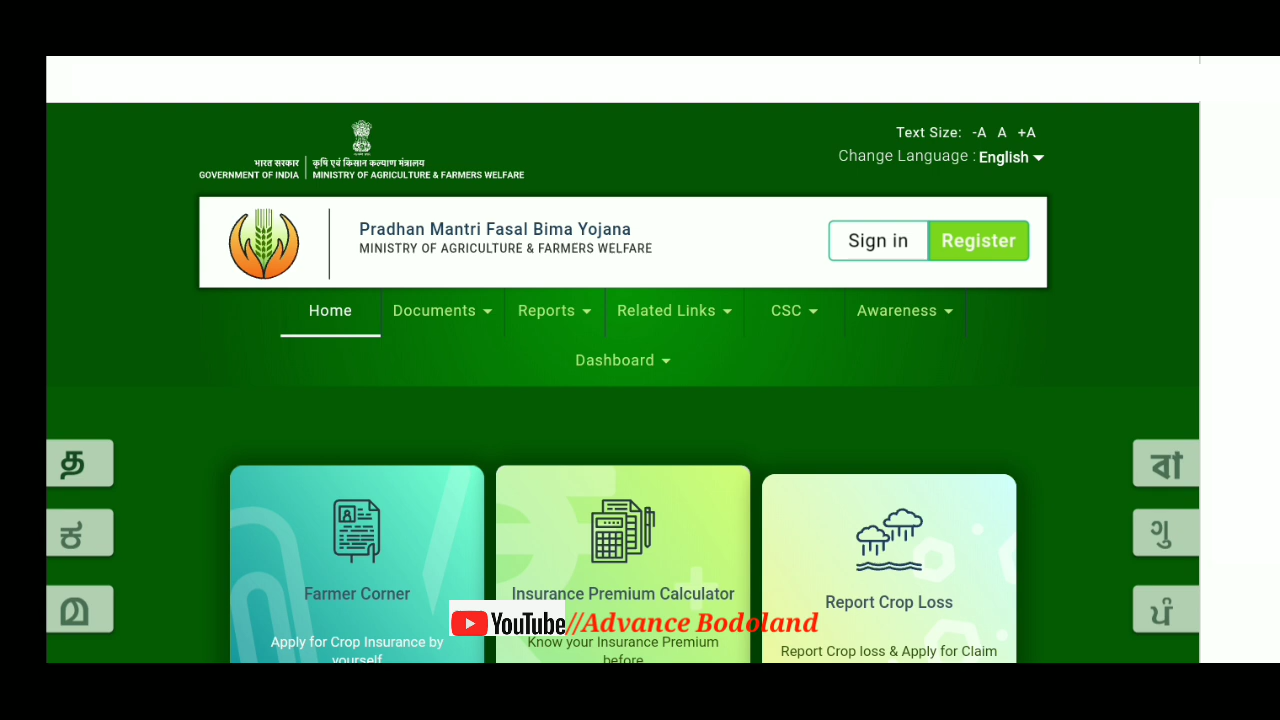 Text Size: -A A +A
Change Language : English
भारत सरकार
GOVERNMENT OF INDIA
कृषि एवं किसान कल्याण मंत्रालय
MINISTRY OF AGRICULTURE & FARMERS WELFARE
Pradhan Mantri Fasal Bima Yojana
MINISTRY OF AGRICULTURE & FARMERS WELFARE
Sign in
Register
Home
Documents
Reports
Related Links
CSC
Awareness
Dashboard
த
ಕ
മ
বা
ગુ
ਪੰ
Farmer Corner
Apply for Crop Insurance by
yourself
Insurance Premium Calculator
Know your Insurance Premium
before
Report Crop Loss
Report Crop loss & Apply for Claim
YouTube//Advance Bodoland